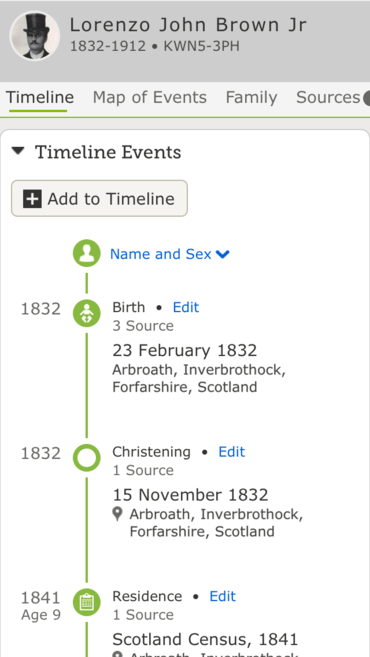 Lorenzo John Brown Jr
1832-1912 • KWN5-3PH
Timeline Map of Events Family Sources
Timeline Events
Add to Timeline
Name and Sex
1832 Birth • Edit
3 Source
23 February 1832
Arbroath, Inverbrothock,
Forfarshire, Scotland
1832 Christening • Edit
1 Source
15 November 1832
Arbroath, Inverbrothock,
Forfarshire, Scotland
1841 Residence • Edit
Age 9 1 Source
Scotland Census, 1841
Arbroath, Inverbrothock